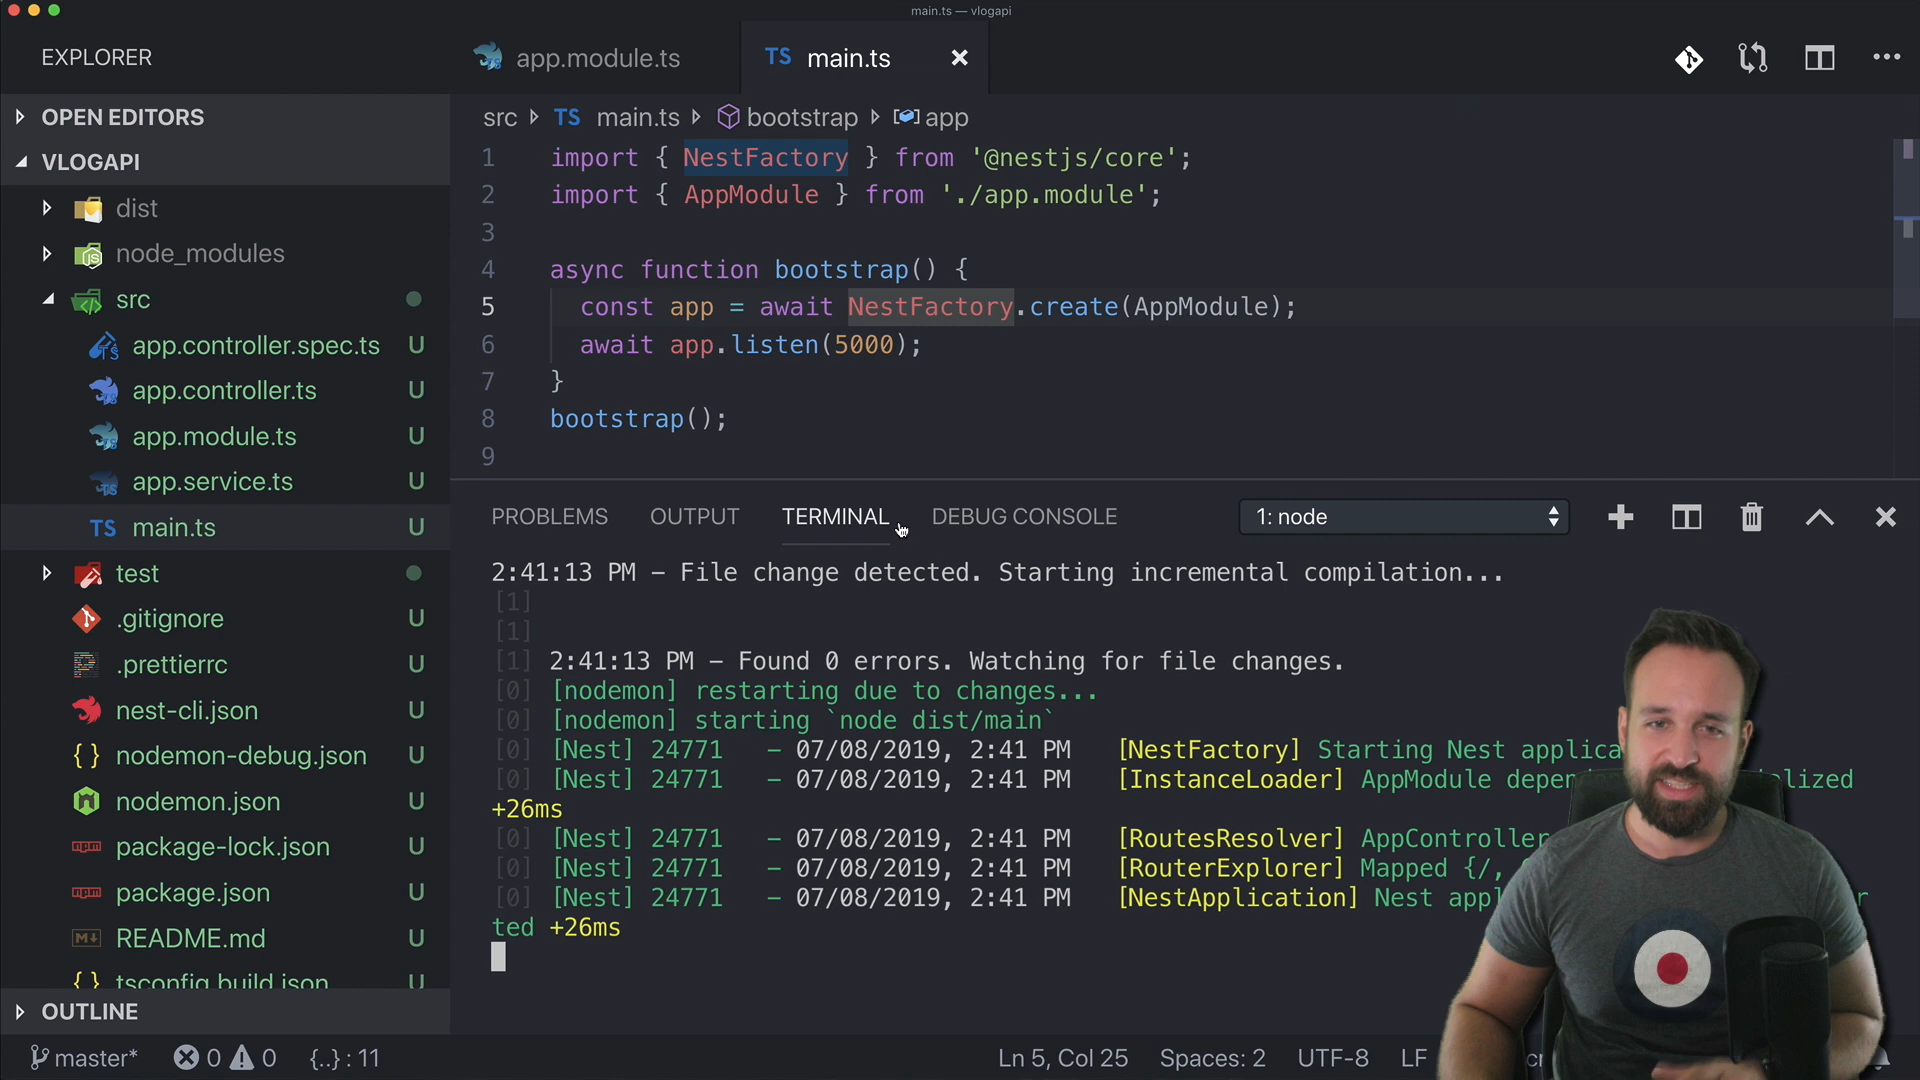 main.ts — vlogapi
EXPLORER
app.module.ts
TS main.ts
OPEN EDITORS
VLOGAPI
dist
node_modules
src
app.controller.spec.ts U
app.controller.ts U
app.module.ts U
app.service.ts U
TS main.ts U
test
.gitignore U
.prettierrc U
nest-cli.json U
{} nodemon-debug.json U
nodemon.json U
package-lock.json U
package.json U
README.md U
{} tsconfig.build.json U
OUTLINE
src TS main.ts bootstrap app
1 import { NestFactory } from '@nestjs/core';
2 import { AppModule } from './app.module';
3
4 async function bootstrap() {
5 const app = await NestFactory.create(AppModule);
6 await app.listen(5000);
7 }
8 bootstrap();
9
PROBLEMS OUTPUT TERMINAL DEBUG CONSOLE 1: node
2:41:13 PM – File change detected. Starting incremental compilation...
[1]
[1]
[1] 2:41:13 PM – Found 0 errors. Watching for file changes.
[0] [nodemon] restarting due to changes...
[0] [nodemon] starting `node dist/main`
[0] [Nest] 24771 – 07/08/2019, 2:41 PM [NestFactory] Starting Nest applica
[0] [Nest] 24771 – 07/08/2019, 2:41 PM [InstanceLoader] AppModule depen ialized
+26ms
[0] [Nest] 24771 – 07/08/2019, 2:41 PM [RoutesResolver] AppController
[0] [Nest] 24771 – 07/08/2019, 2:41 PM [RouterExplorer] Mapped {/,
[0] [Nest] 24771 – 07/08/2019, 2:41 PM [NestApplication] Nest app r
ted +26ms
master* 0 0 {..} : 11 Ln 5, Col 25 Spaces: 2 UTF-8 LF